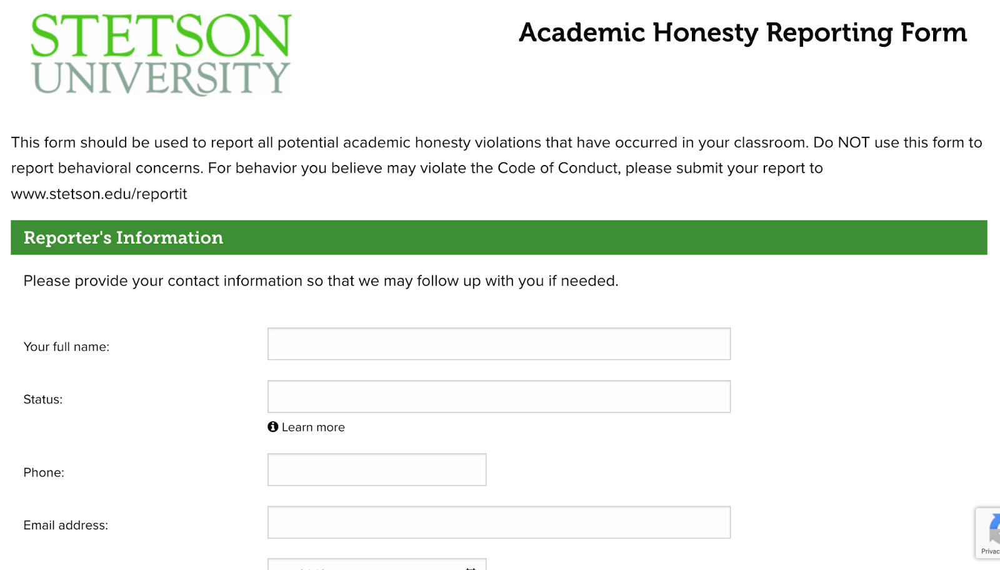 STETSON
UNIVERSITY
Academic Honesty Reporting Form
This form should be used to report all potential academic honesty violations that have occurred in your classroom. Do NOT use this form to
report behavioral concerns. For behavior you believe may violate the Code of Conduct, please submit your report to
www.stetson.edu/reportit
Reporter's Information
Please provide your contact information so that we may follow up with you if needed.
Your full name:
Status:
Learn more
Phone:
Email address: